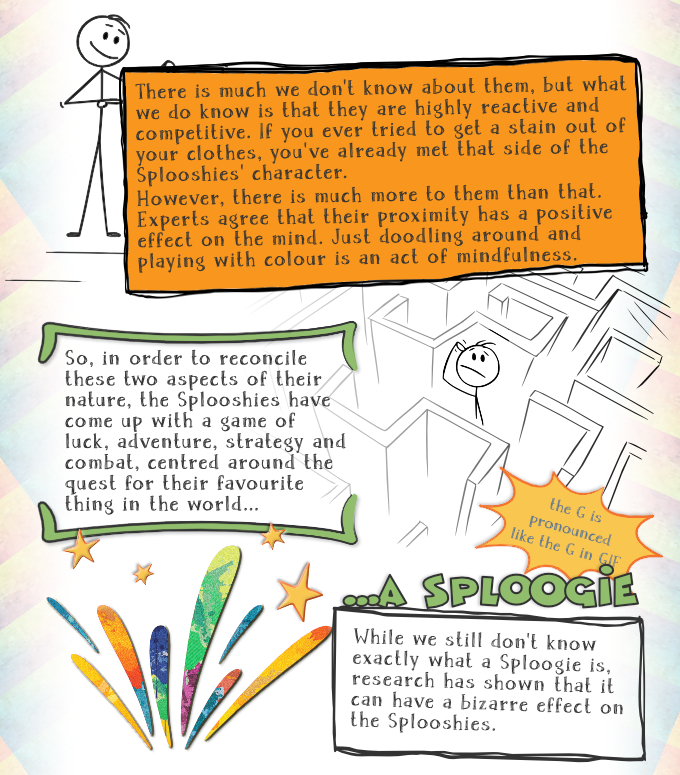 There is much we don't know about them, but what
we do know is that they are highly reactive and
competitive. If you ever tried to get a stain out of
your clothes, you've already met that side of the
Splooshies' character.
However, there is much more to them than that.
Experts agree that their proximity has a positive
effect on the mind. Just doodling around and
playing with colour is an act of mindfulness.
So, in order to reconcile
these two aspects of their
nature, the Splooshies have
come up with a game of
luck, adventure, strategy and
combat, centred around the
quest for their favourite
thing in the world...
the G is
pronounced
like the G in GIF
...A SPLOOGiE
While we still don't know
exactly what a Sploogie is,
research has shown that it
can have a bizarre effect on
the Splooshies.